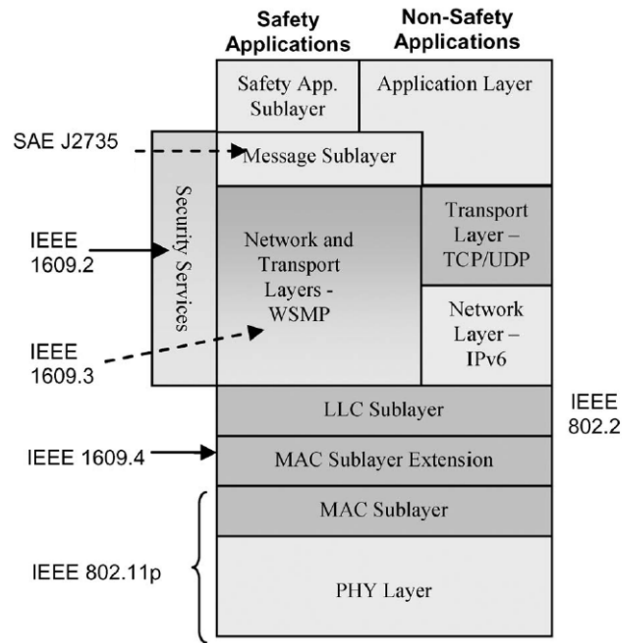 Safety
Applications
Non-Safety
Applications
Safety App.
Sublayer
Application Layer
SAE J2735
Message Sublayer
Security Services
IEEE
1609.2
Network and
Transport
Layers -
WSMP
Transport
Layer –
TCP/UDP
IEEE
1609.3
Network
Layer –
IPv6
LLC Sublayer
IEEE
802.2
IEEE 1609.4
MAC Sublayer Extension
MAC Sublayer
IEEE 802.11p
PHY Layer